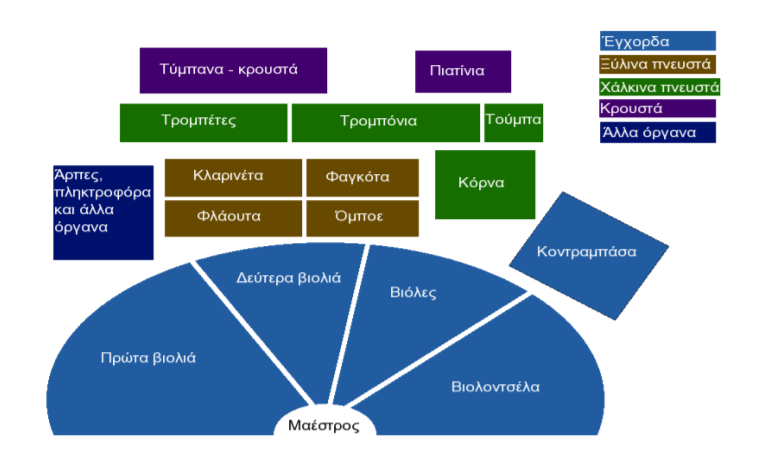 Έγχορδα
Ξύλινα πνευστά
Χάλκινα πνευστά
Κρουστά
Άλλα όργανα
Τύμπανα - κρουστά
Πιατίνια
Τρομπέτες
Τρομπόνια
Τούμπα
Άρπες,
πληκτροφόρα
και άλλα
όργανα
Κλαρινέτα
Φαγκότα
Κόρνα
Φλάουτα
Όμποε
Κοντραμπάσα
Δεύτερα βιολιά
Βιόλες
Πρώτα βιολιά
Βιολοντσέλα
Μαέστρος